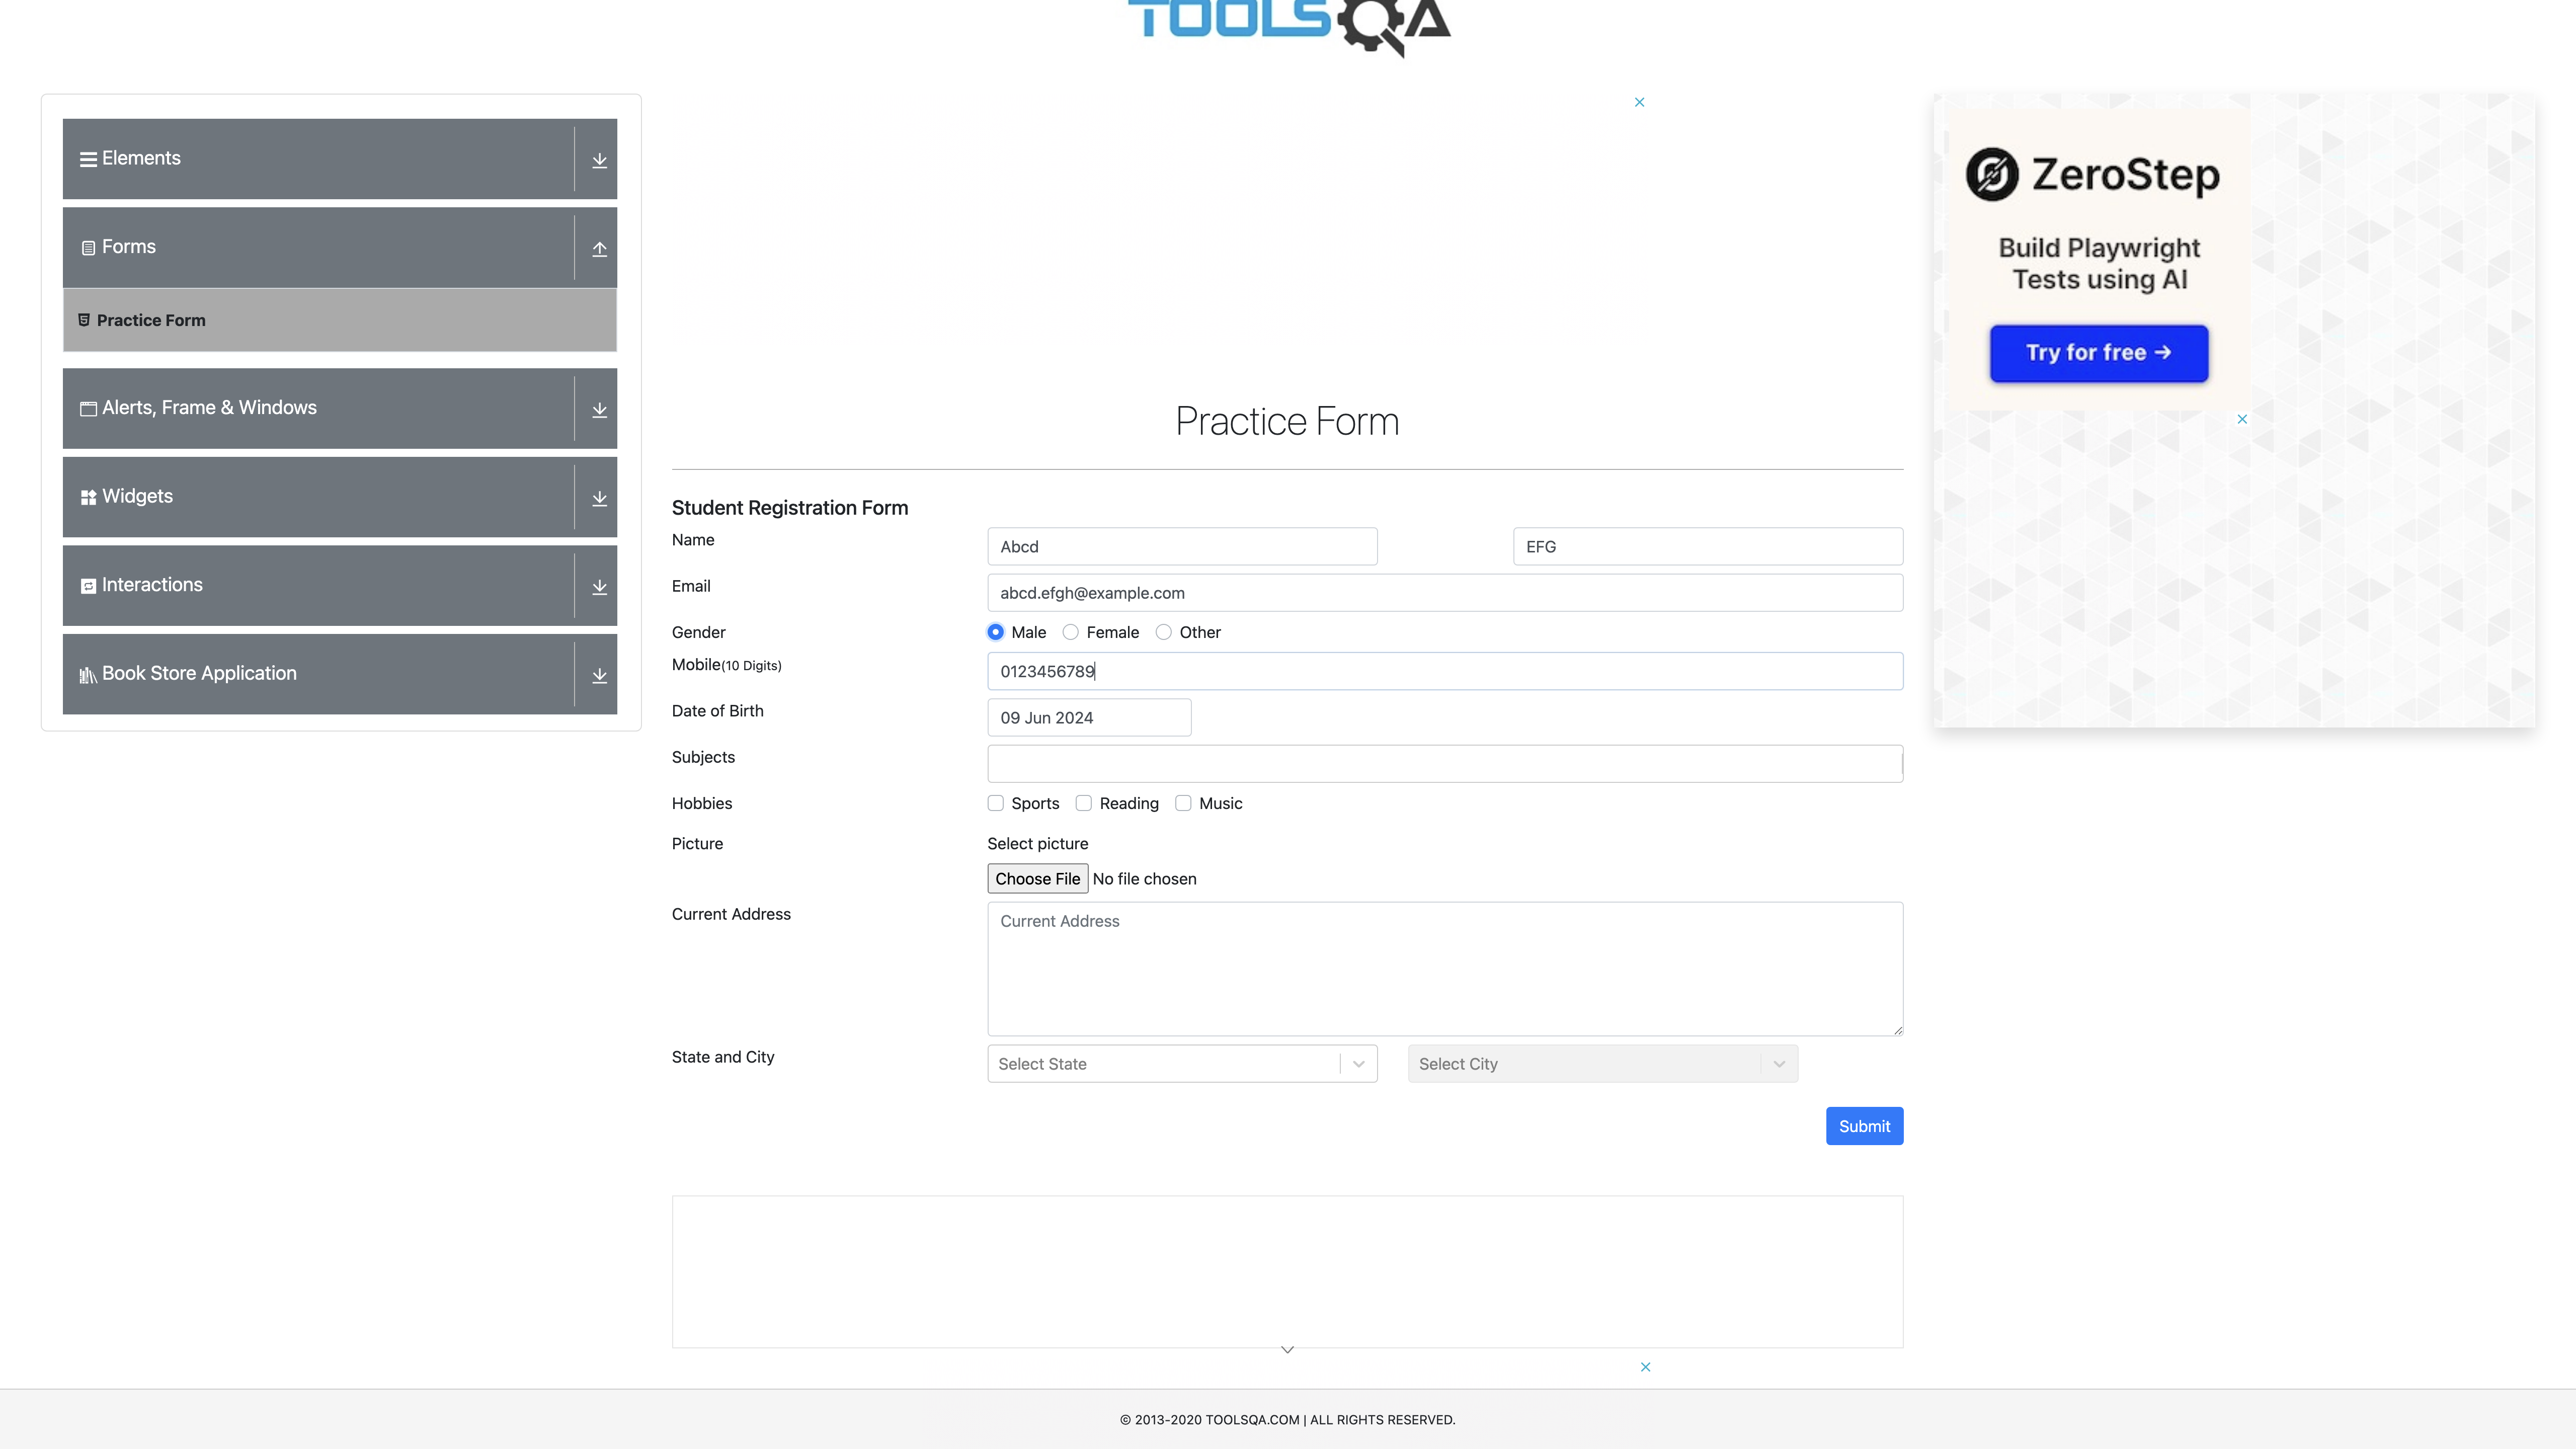 TOOLSQA
Elements
Forms
Practice Form
Alerts, Frame & Windows
Widgets
Interactions
Book Store Application
Practice Form
Student Registration Form
Name Abcd EFG
Email abcd.efgh@example.com
Gender Male Female Other
Mobile(10 Digits) 0123456789
Date of Birth 09 Jun 2024
Subjects
Hobbies Sports Reading Music
Picture Select picture
Choose File No file chosen
Current Address Current Address
State and City Select State Select City
Submit
ZeroStep
Build Playwright
Tests using AI
Try for free →
© 2013-2020 TOOLSQA.COM | ALL RIGHTS RESERVED.